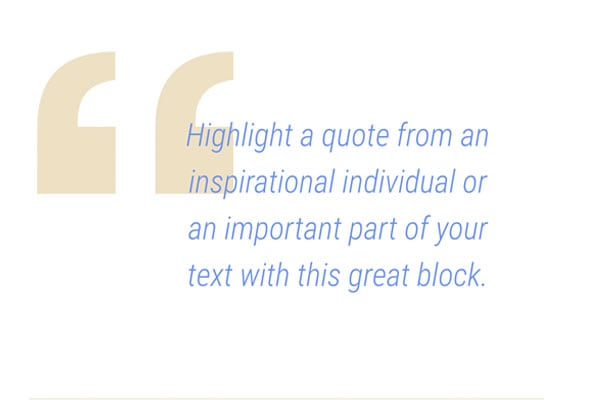 “
Highlight a quote from an
inspirational individual or
an important part of your
text with this great block.